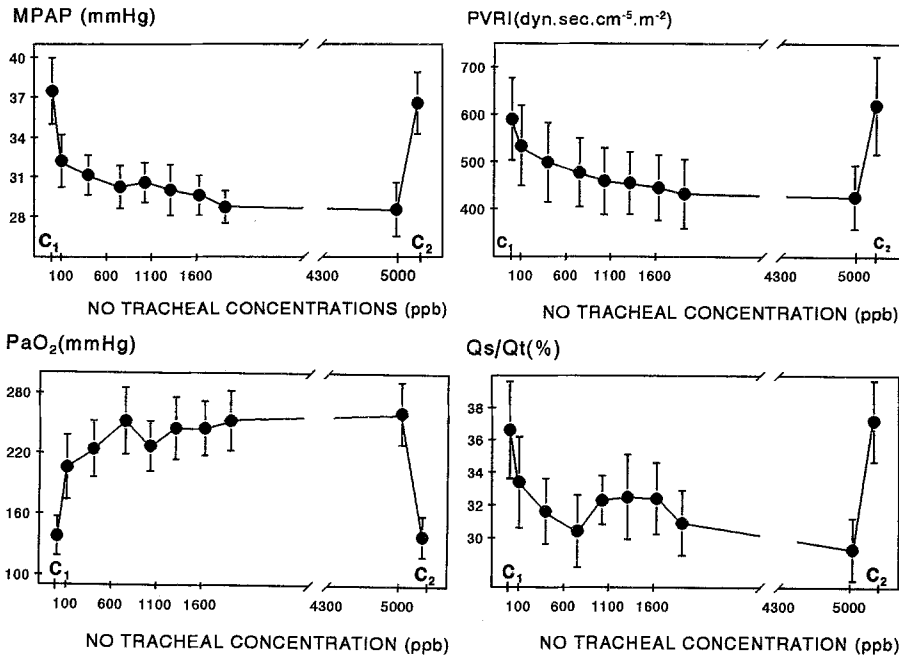 MPAP (mmHg)
40
37
34
31
28
C₁
C₂
100 600 1100 1600 4300 5000
NO TRACHEAL CONCENTRATIONS (ppb)
PVRI(dyn.sec.cm⁻⁵.m⁻²)
700
600
500
400
C₁
C₂
100 600 1100 1600 4300 5000
NO TRACHEAL CONCENTRATION (ppb)
PaO₂(mmHg)
280
220
160
100
C₁
C₂
100 600 1100 1600 4300 5000
NO TRACHEAL CONCENTRATION (ppb)
Qs/Qt(%)
38
36
34
32
30
C₁
C₂
100 600 1100 1600 4300 5000
NO TRACHEAL CONCENTRATION (ppb)